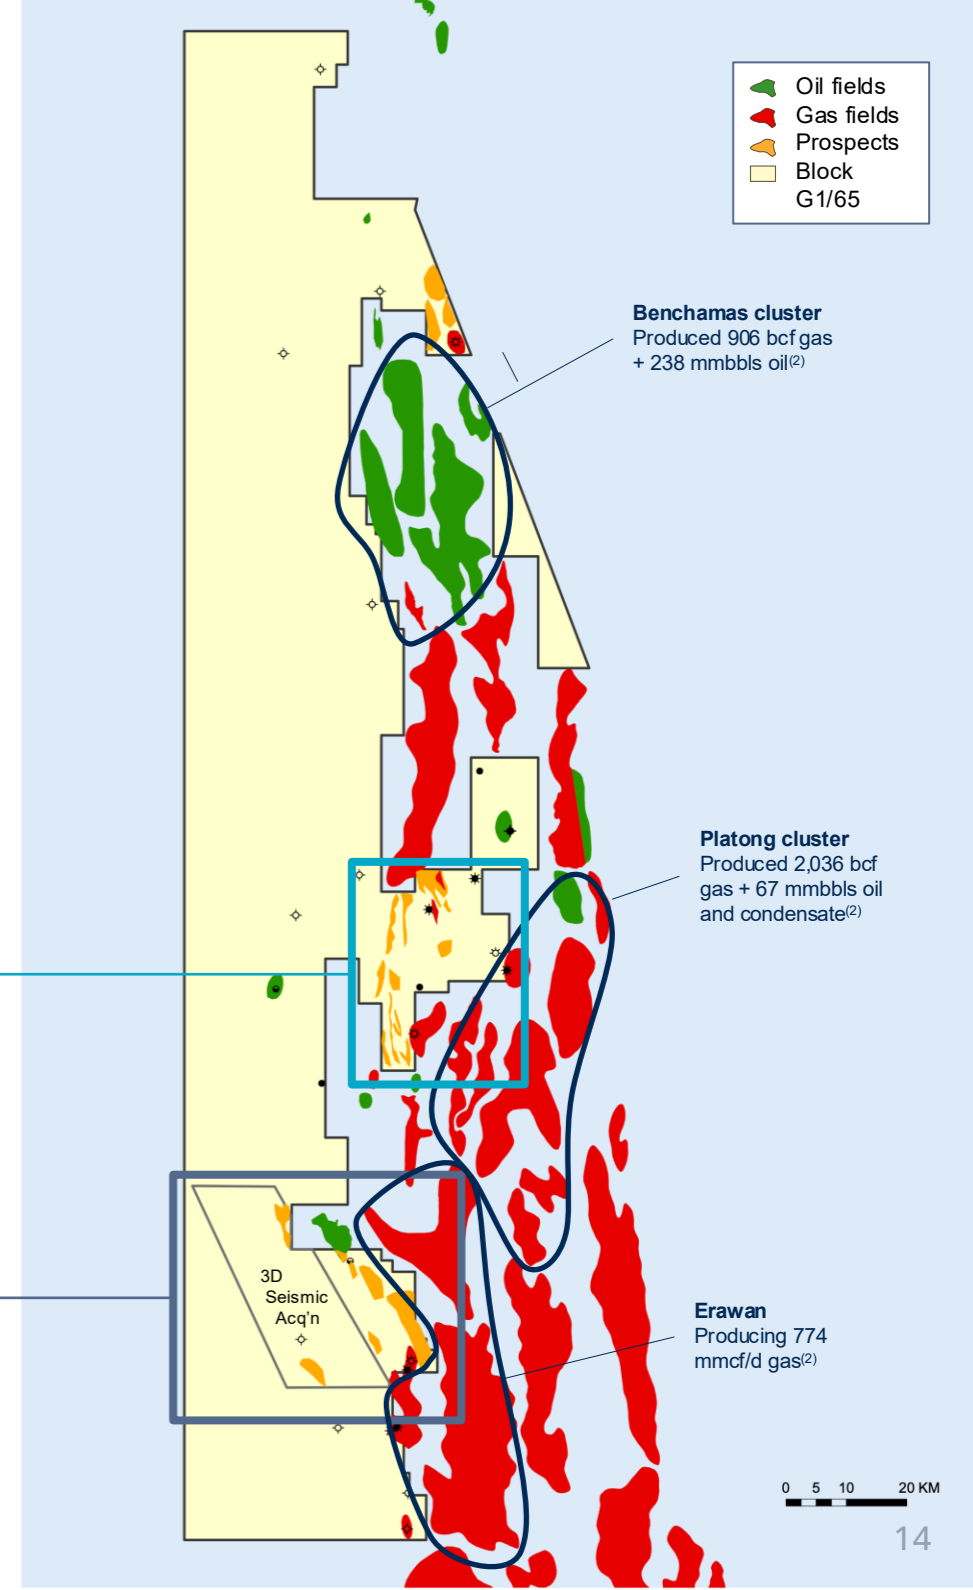 Oil fields
Gas fields
Prospects
Block
G1/65
Benchamas cluster
Produced 906 bcf gas
+ 238 mmbbls oil(2)
Platong cluster
Produced 2,036 bcf
gas + 67 mmbbls oil
and condensate(2)
3D
Seismic
Acq'n
Erawan
Producing 774
mmcf/d gas(2)
0 5 10 20 KM
14